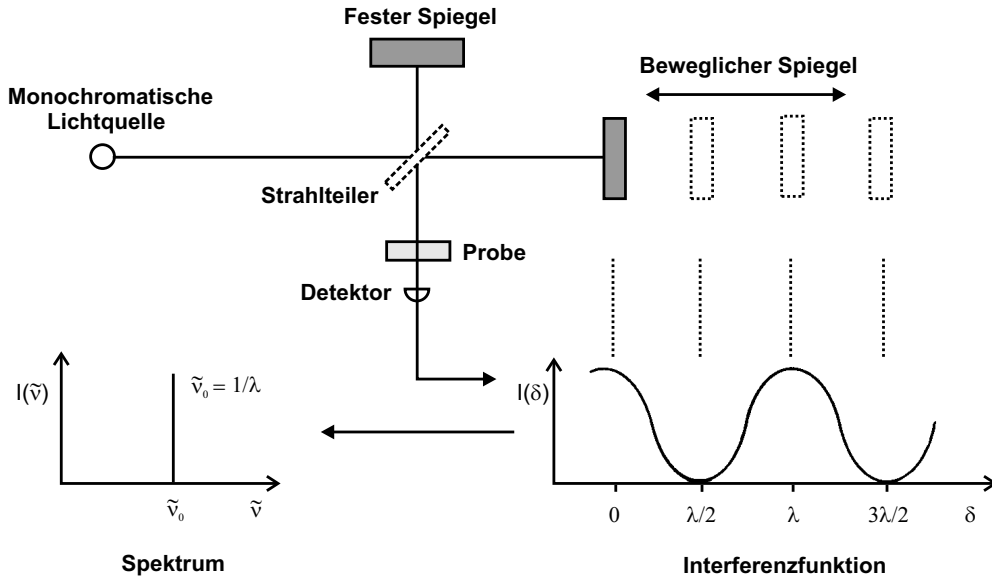 Fester Spiegel
Beweglicher Spiegel
Monochromatische
Lichtquelle
Strahlteiler
Probe
Detektor
I(ṽ)
ṽ₀ = 1/λ
ṽ₀
ṽ
Spektrum
I(δ)
0
λ/2
λ
3λ/2
δ
Interferenzfunktion